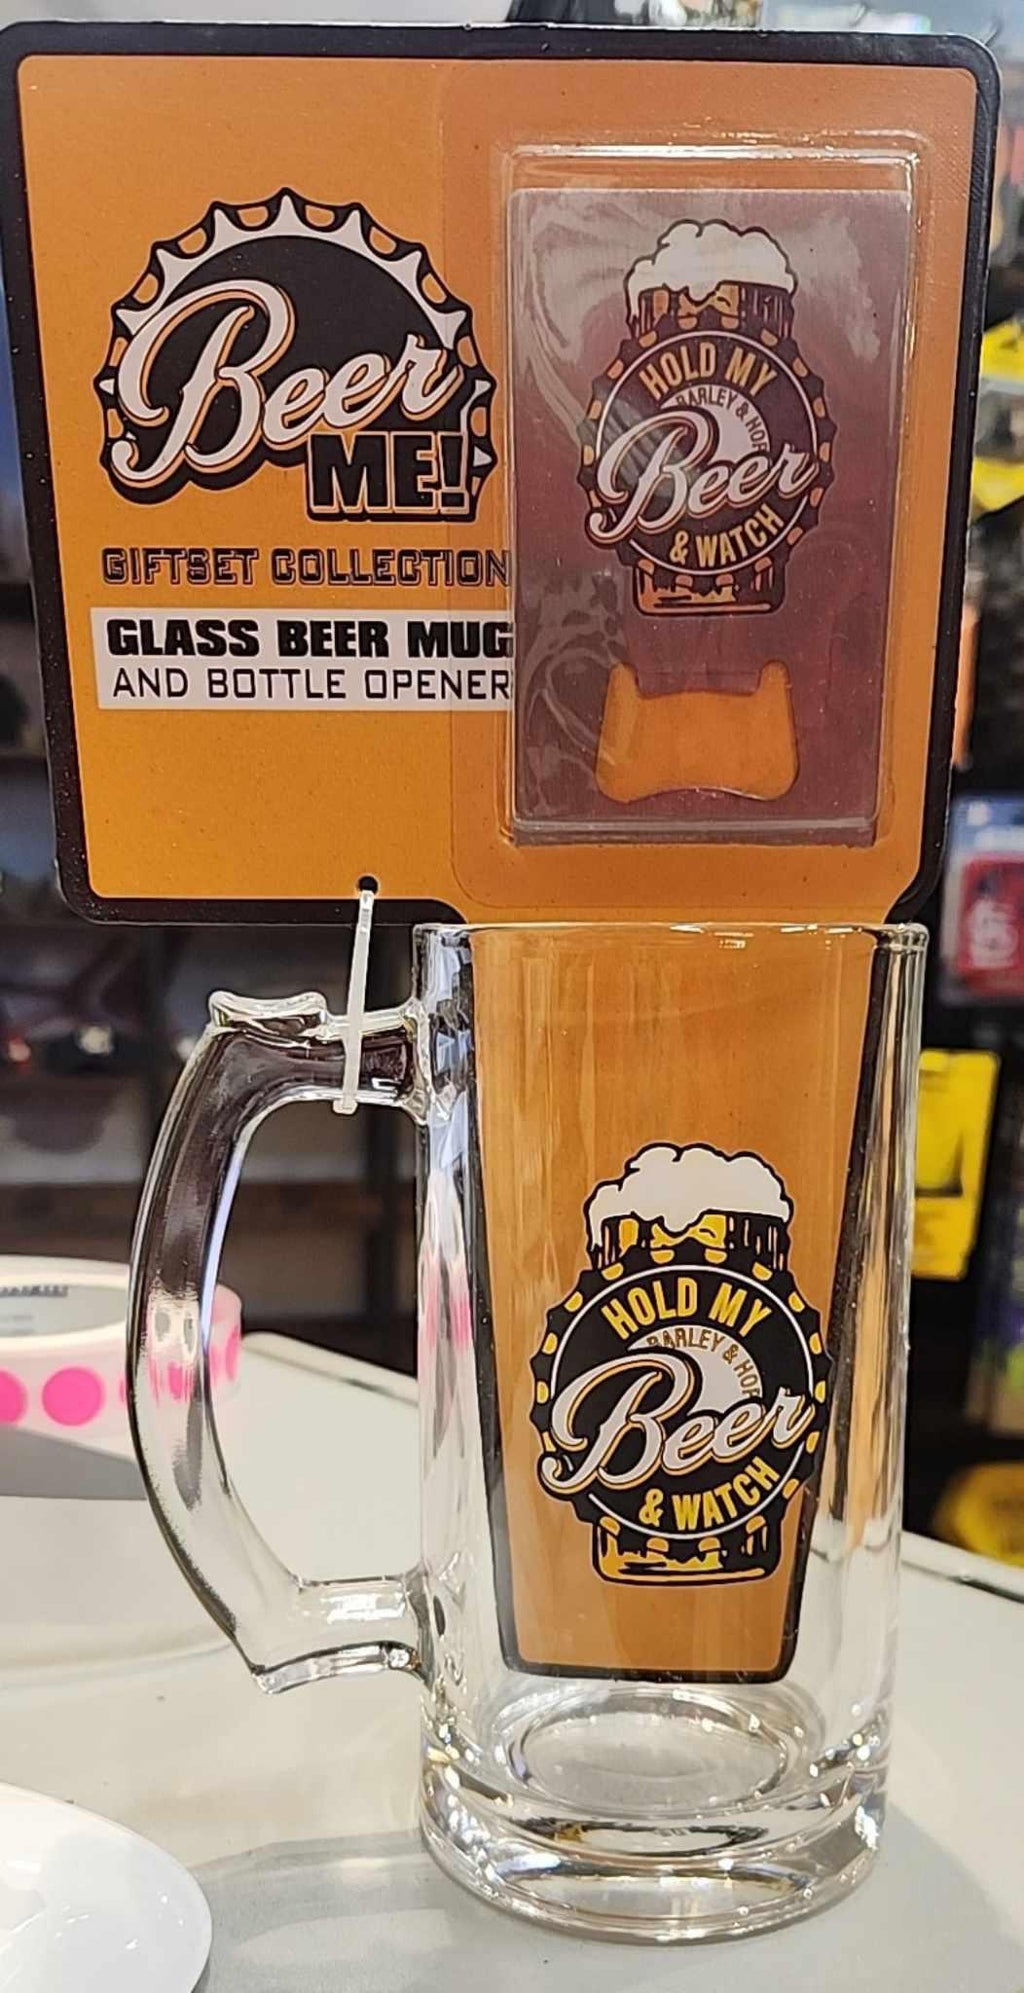 Beer
ME!
GIFTSET COLLECTION
GLASS BEER MUG
AND BOTTLE OPENER
HOLD MY
BARLEY & HOP
Beer
& WATCH
HOLD MY
BARLEY & HOP
Beer
& WATCH